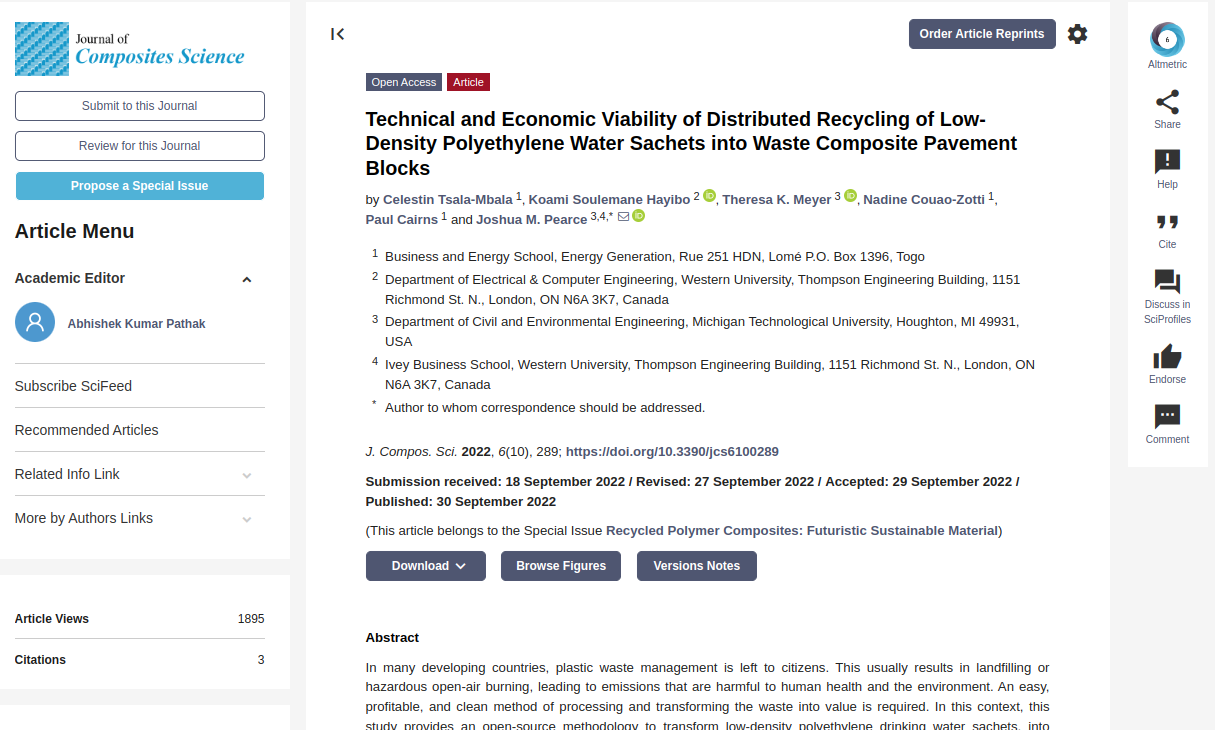 Journal of
Composites Science
Submit to this Journal
Review for this Journal
Propose a Special Issue
Article Menu
Academic Editor
Abhishek Kumar Pathak
Subscribe SciFeed
Recommended Articles
Related Info Link
More by Authors Links
Article Views 1895
Citations 3
Order Article Reprints
Open Access Article
Technical and Economic Viability of Distributed Recycling of Low-
Density Polyethylene Water Sachets into Waste Composite Pavement
Blocks
by Celestin Tsala-Mbala 1, Koami Soulemane Hayibo 2 iD, Theresa K. Meyer 3 iD, Nadine Couao-Zotti 1,
Paul Cairns 1 and Joshua M. Pearce 3,4,* iD
1 Business and Energy School, Energy Generation, Rue 251 HDN, Lomé P.O. Box 1396, Togo
2 Department of Electrical & Computer Engineering, Western University, Thompson Engineering Building, 1151
Richmond St. N., London, ON N6A 3K7, Canada
3 Department of Civil and Environmental Engineering, Michigan Technological University, Houghton, MI 49931,
USA
4 Ivey Business School, Western University, Thompson Engineering Building, 1151 Richmond St. N., London, ON
N6A 3K7, Canada
* Author to whom correspondence should be addressed.
J. Compos. Sci. 2022, 6(10), 289; https://doi.org/10.3390/jcs6100289
Submission received: 18 September 2022 / Revised: 27 September 2022 / Accepted: 29 September 2022 /
Published: 30 September 2022
(This article belongs to the Special Issue Recycled Polymer Composites: Futuristic Sustainable Material)
Download Browse Figures Versions Notes
Abstract
In many developing countries, plastic waste management is left to citizens. This usually results in landfilling or
hazardous open-air burning, leading to emissions that are harmful to human health and the environment. An easy,
profitable, and clean method of processing and transforming the waste into value is required. In this context, this
study provides an open-source methodology to transform low-density polyethylene drinking water sachets, into
6
Altmetric
Share
Help
Cite
Discuss in
SciProfiles
Endorse
Comment